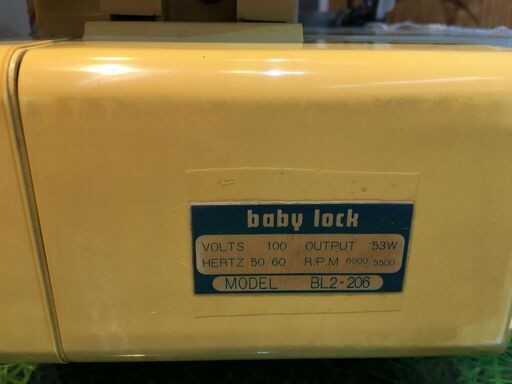 baby lock
VOLTS 100 OUTPUT 53W
HERTZ 50/60 R.P.M 6000 5500
MODEL BL2-206